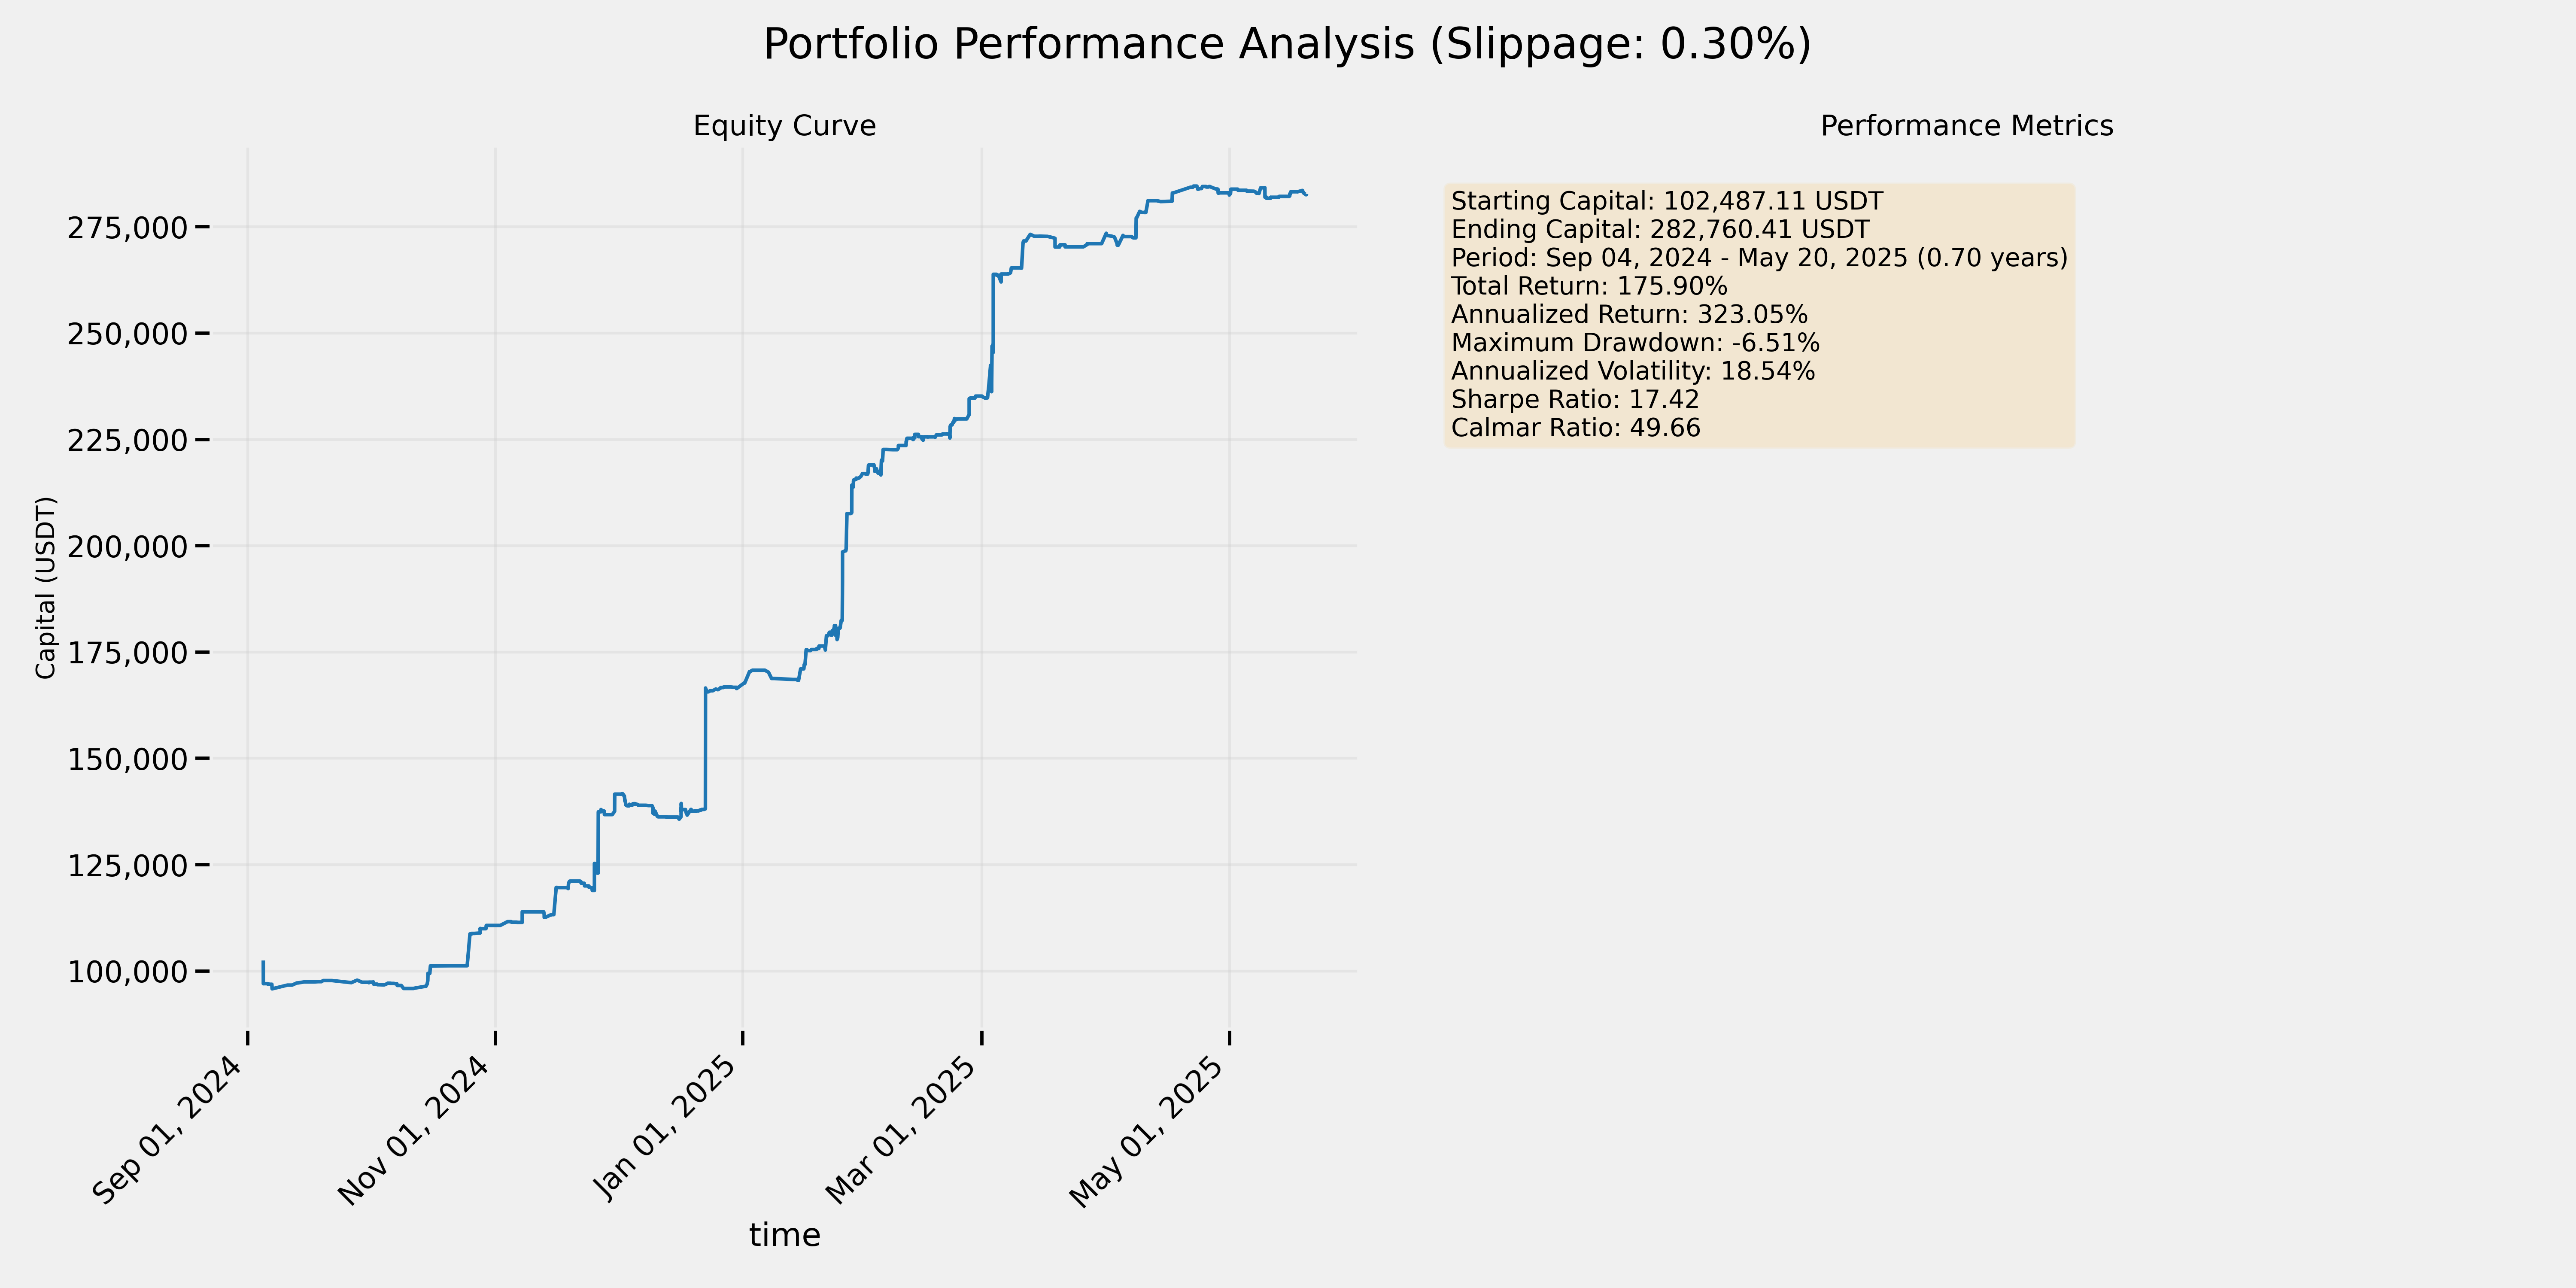 Portfolio Performance Analysis (Slippage: 0.30%)
Equity Curve
Capital (USDT)
275,000
250,000
225,000
200,000
175,000
150,000
125,000
100,000
Sep 01, 2024
Nov 01, 2024
Jan 01, 2025
Mar 01, 2025
May 01, 2025
time
Performance Metrics
Starting Capital: 102,487.11 USDT
Ending Capital: 282,760.41 USDT
Period: Sep 04, 2024 - May 20, 2025 (0.70 years)
Total Return: 175.90%
Annualized Return: 323.05%
Maximum Drawdown: -6.51%
Annualized Volatility: 18.54%
Sharpe Ratio: 17.42
Calmar Ratio: 49.66